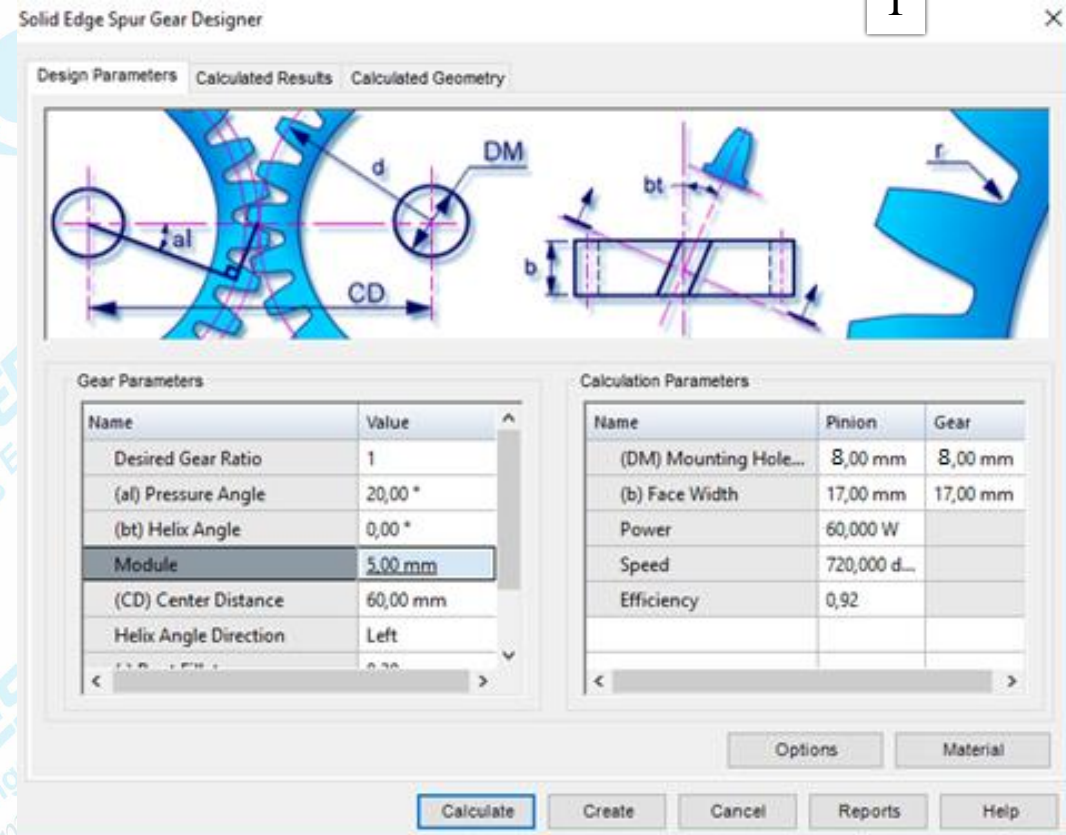 1
Solid Edge Spur Gear Designer
Design Parameters Calculated Results Calculated Geometry
d DM bt r
al b
CD
Gear Parameters
Name Value
Desired Gear Ratio 1
(al) Pressure Angle 20,00 °
(bt) Helix Angle 0,00 °
Module 5,00 mm
(CD) Center Distance 60,00 mm
Helix Angle Direction Left
Calculation Parameters
Name Pinion Gear
(DM) Mounting Hole... 8,00 mm 8,00 mm
(b) Face Width 17,00 mm 17,00 mm
Power 60,000 W
Speed 720,000 d...
Efficiency 0,92
Options Material
Calculate Create Cancel Reports Help